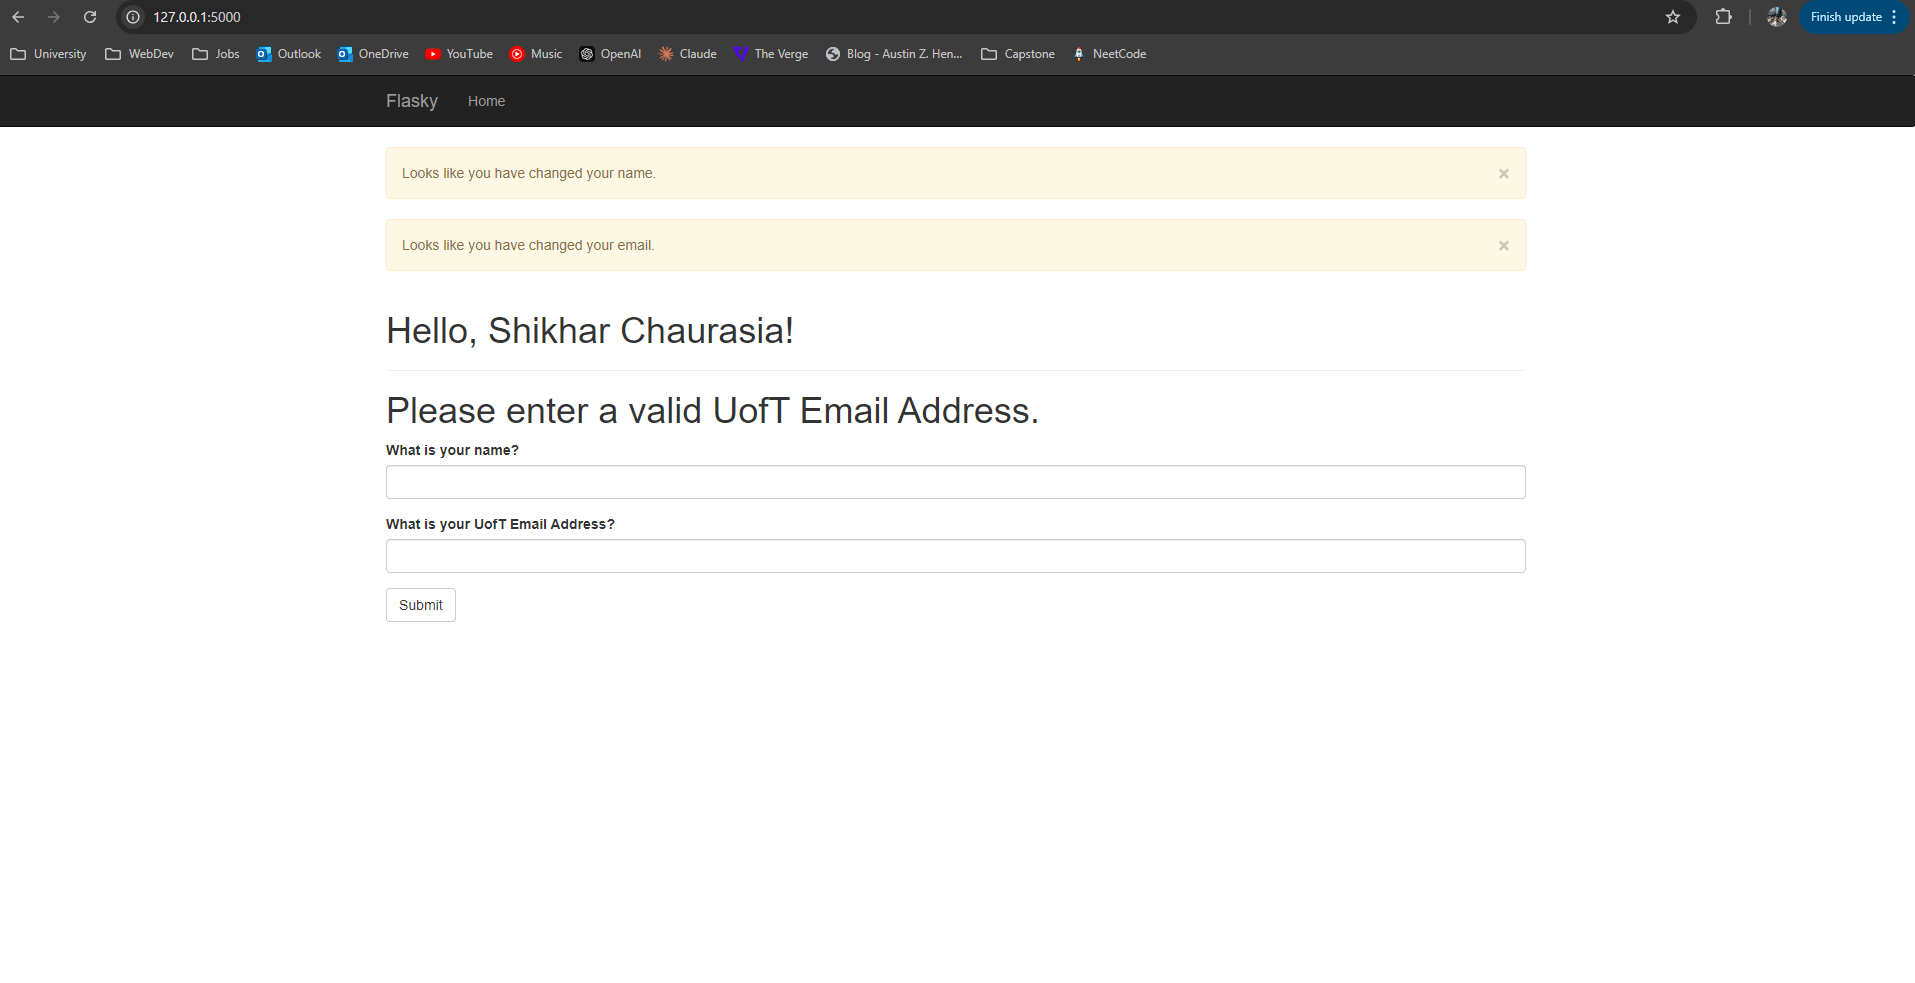 127.0.0.1:5000
Finish update
University WebDev Jobs Outlook OneDrive YouTube Music OpenAI Claude The Verge Blog - Austin Z. Hen... Capstone NeetCode
Flasky Home
Looks like you have changed your name. ×
Looks like you have changed your email. ×
Hello, Shikhar Chaurasia!
Please enter a valid UofT Email Address.
What is your name?
What is your UofT Email Address?
Submit